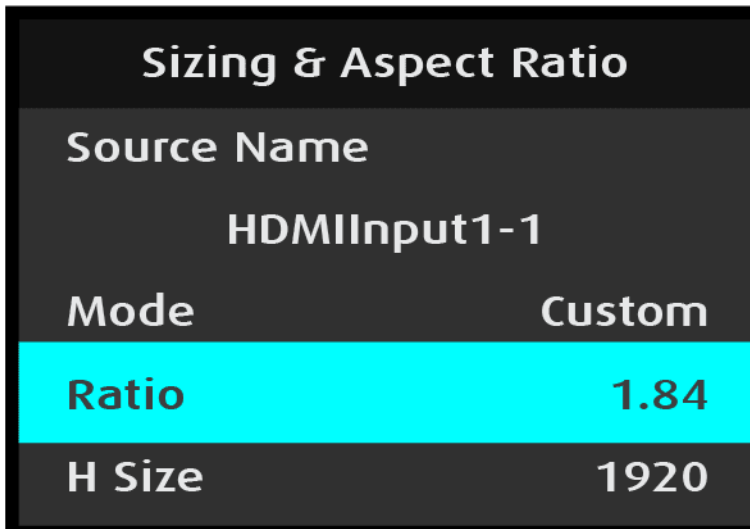 Sizing & Aspect Ratio
Source Name
HDMIInput1-1
Mode Custom
Ratio 1.84
H Size 1920